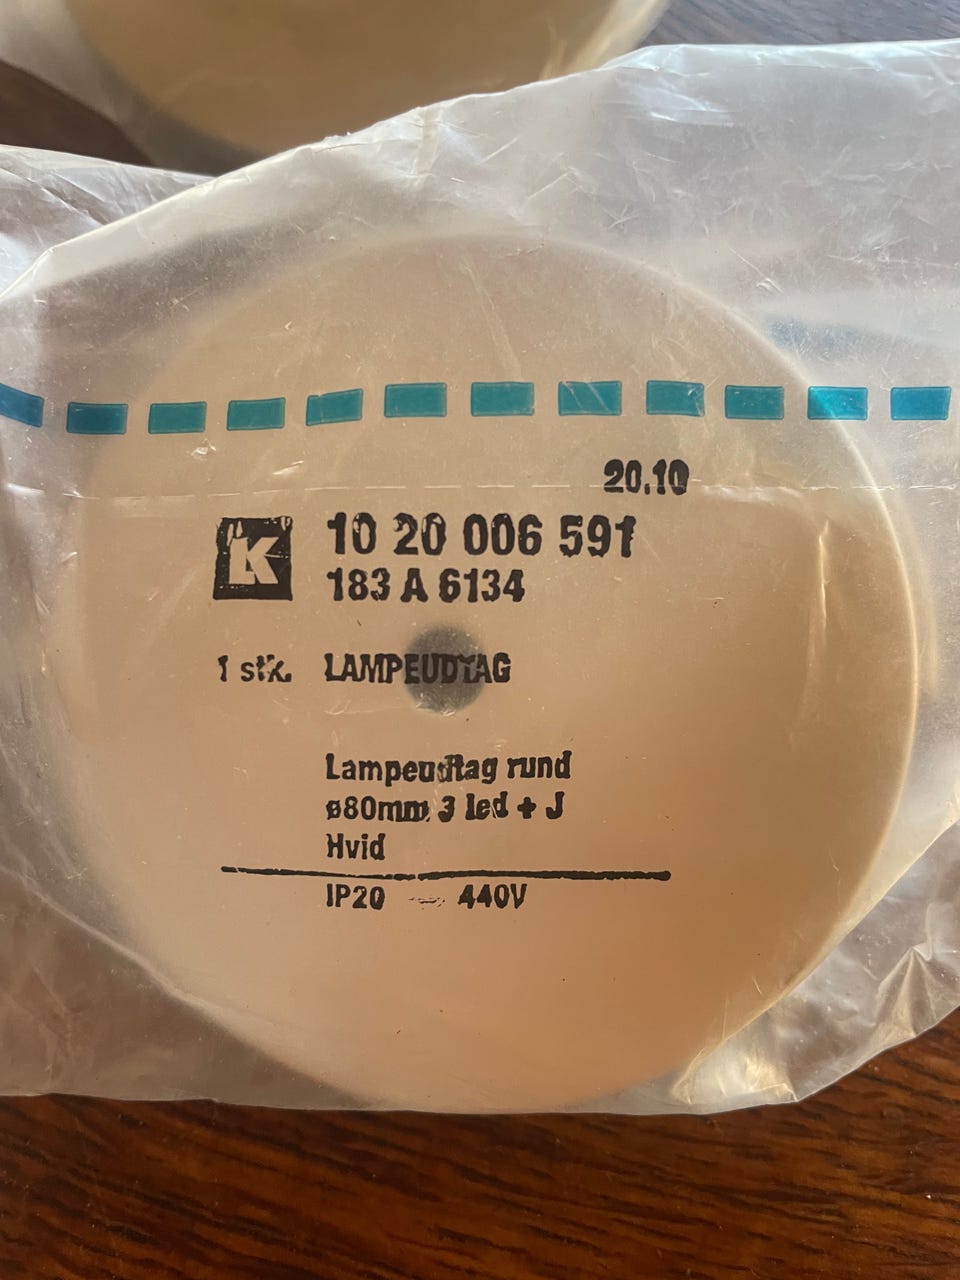 20.10
K 10 20 006 591
183 A 6134
1 stk. LAMPEUDTAG
Lampeudtag rund
ø80mm 3 led + J
Hvid
IP20 440V